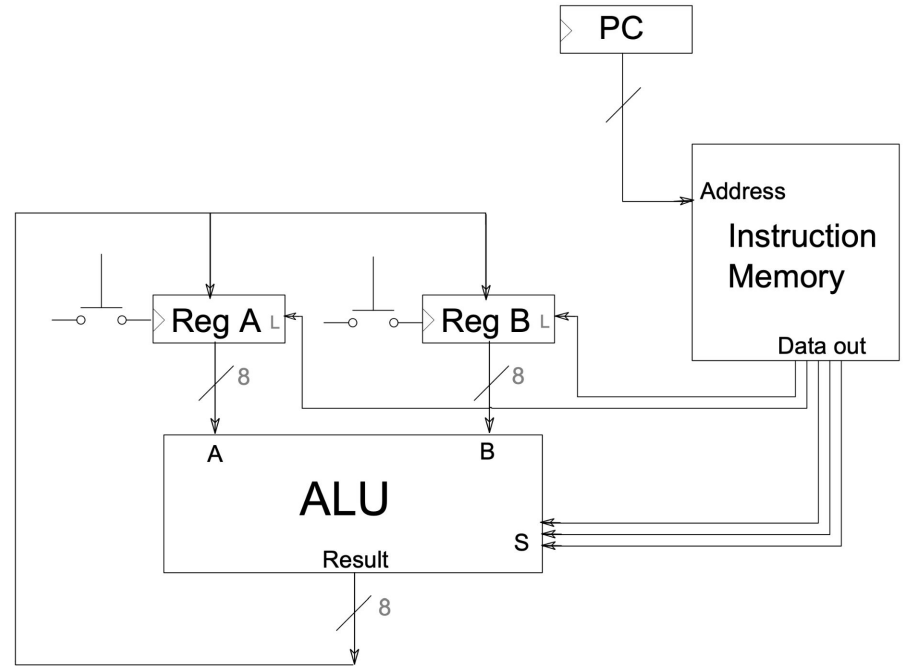 PC
Address
Instruction
Memory
Data out
Reg A L
Reg B L
8
8
A
B
ALU
S
Result
8